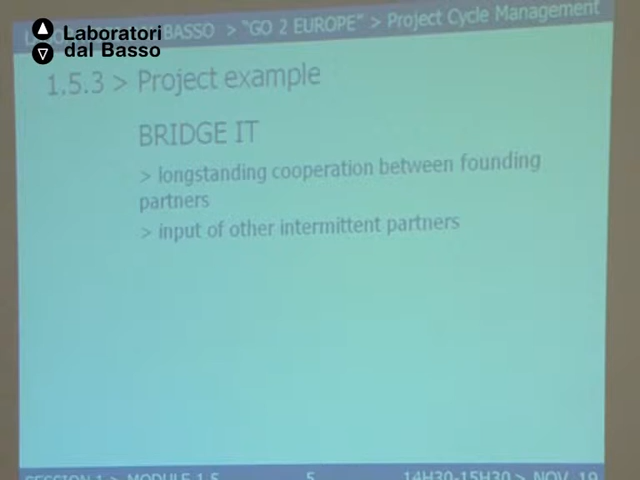 Laboratori
dal Basso
BASSO > "GO 2 EUROPE" > Project Cycle Management
1.5.3 > Project example
BRIDGE IT
> longstanding cooperation between founding
partners
> input of other intermittent partners
SESSION 1 > MODULE 1.5 5 14H30-15H30 > NOV. 19